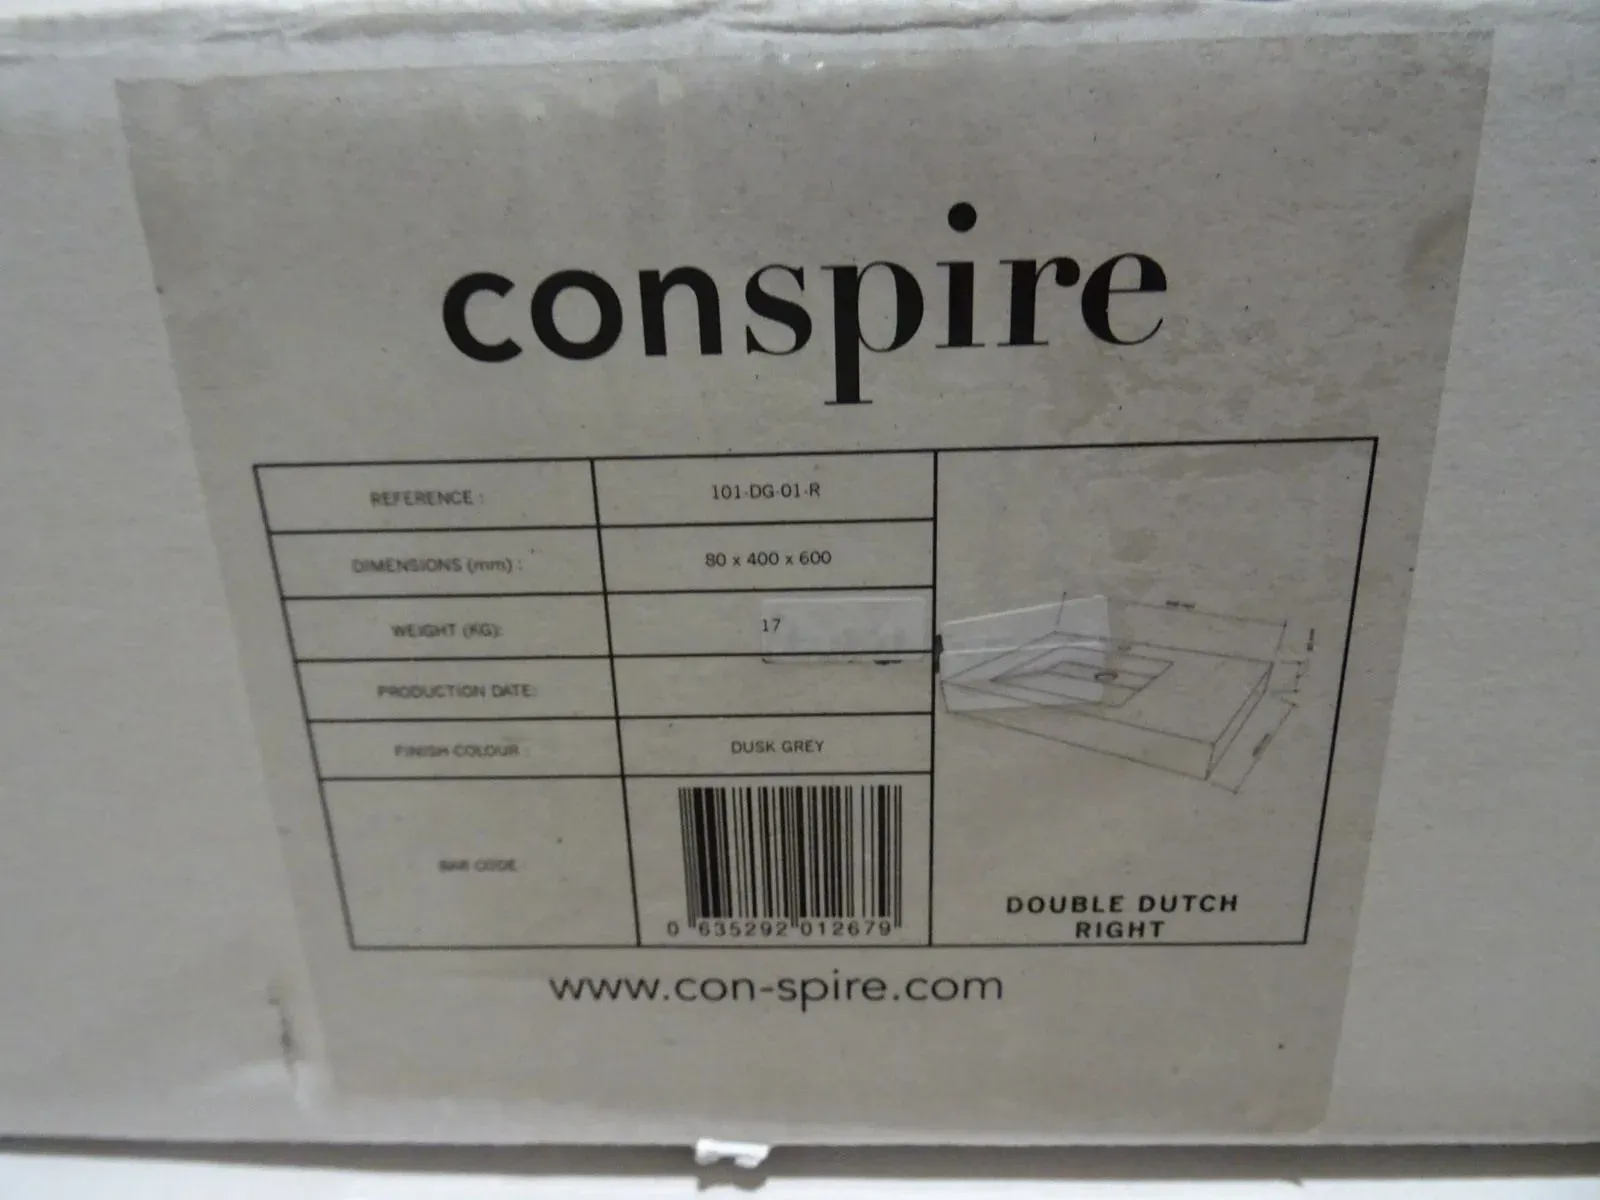 conspire
REFERENCE : 101-DG-01-R
DIMENSIONS (mm) : 80 x 400 x 600
WEIGHT (KG): 17
PRODUCTION DATE:
FINISH COLOUR : DUSK GREY
BAR CODE
0 635292 012679
DOUBLE DUTCH
RIGHT
www.con-spire.com